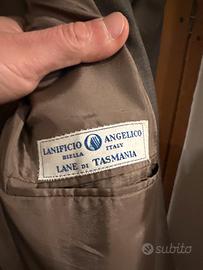 LANIFICIO ANGELICO
BIELLA ITALY
LANE DI TASMANIA
subito